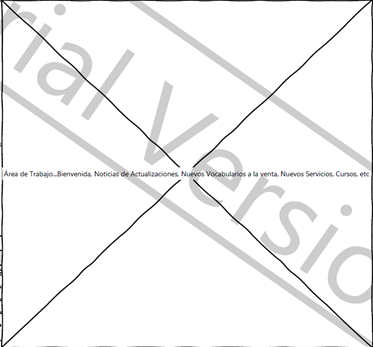 Área de Trabajo...Bienvenida, Noticias de Actualizaciones, Nuevos Vocabularios a la venta, Nuevos Servicios, Cursos, etc
rial Versio